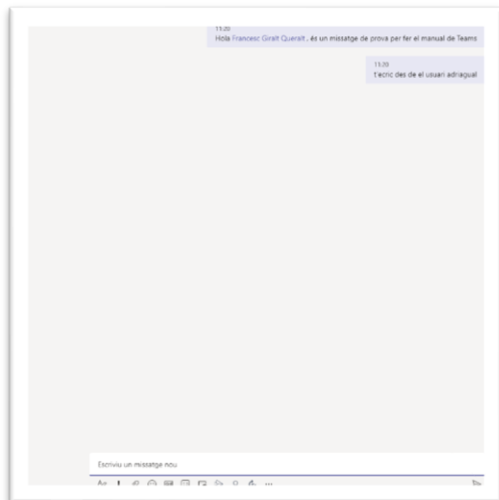 11:20
Hola Francesc Giralt Queralt , és un missatge de prova per fer el manual de Teams
11:20
t'ecric des de el usuari adriagual
Escriviu un missatge nou